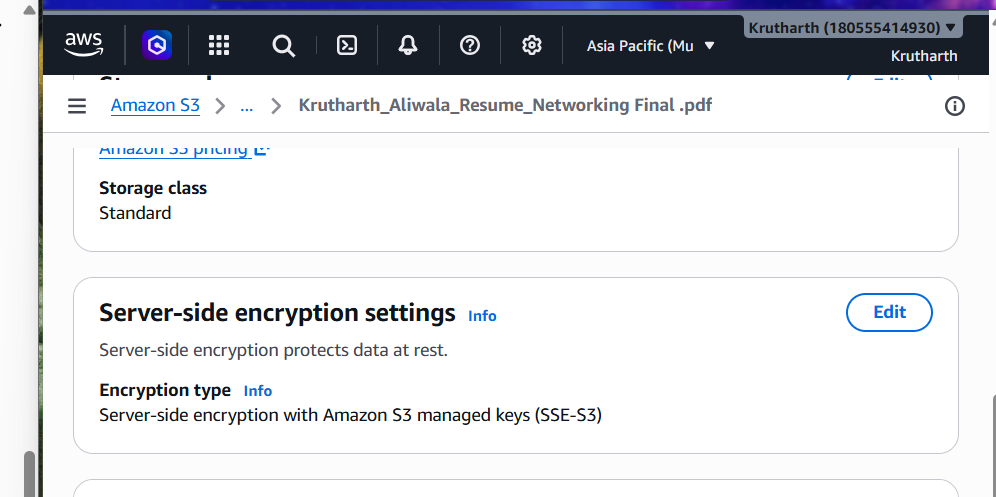 aws
Asia Pacific (Mu
Krutharth (180555414930)
Krutharth
Amazon S3
...
Krutharth_Aliwala_Resume_Networking Final .pdf
Amazon S3 pricing
Storage class
Standard
Server-side encryption settings Info
Edit
Server-side encryption protects data at rest.
Encryption type Info
Server-side encryption with Amazon S3 managed keys (SSE-S3)